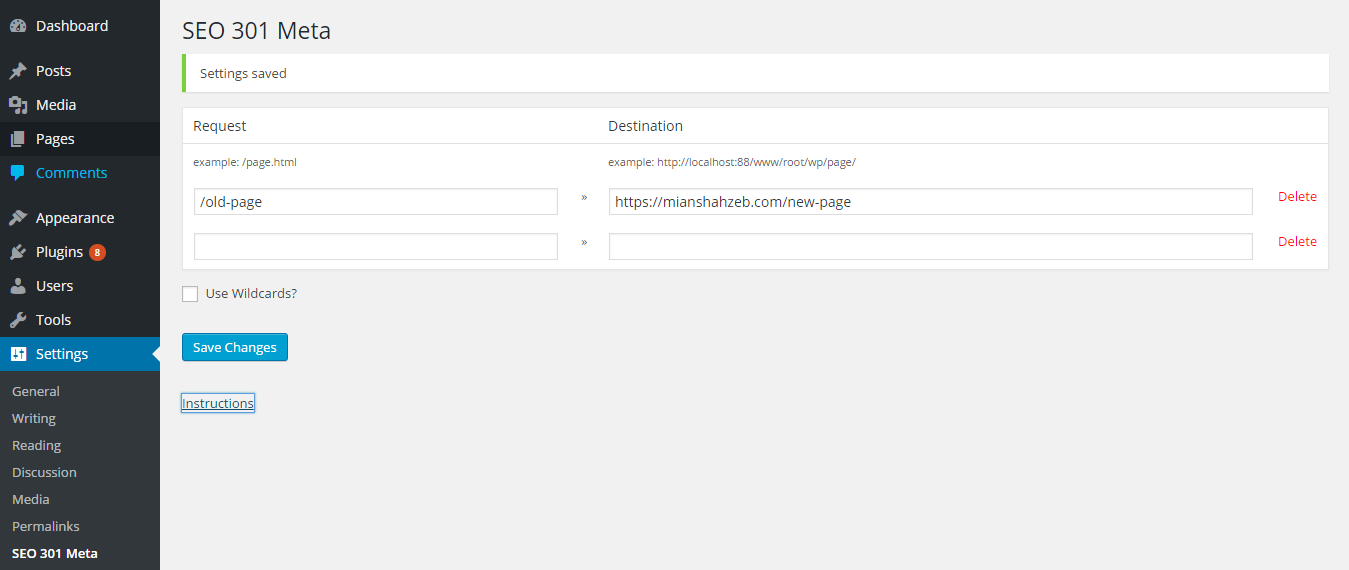 Dashboard
Posts
Media
Pages
Comments
Appearance
Plugins 8
Users
Tools
Settings
General
Writing
Reading
Discussion
Media
Permalinks
SEO 301 Meta
SEO 301 Meta
Settings saved
Request Destination
example: /page.html example: http://localhost:88/www/root/wp/page/
/old-page » https://mianshahzeb.com/new-page Delete
» Delete
Use Wildcards?
Save Changes
Instructions